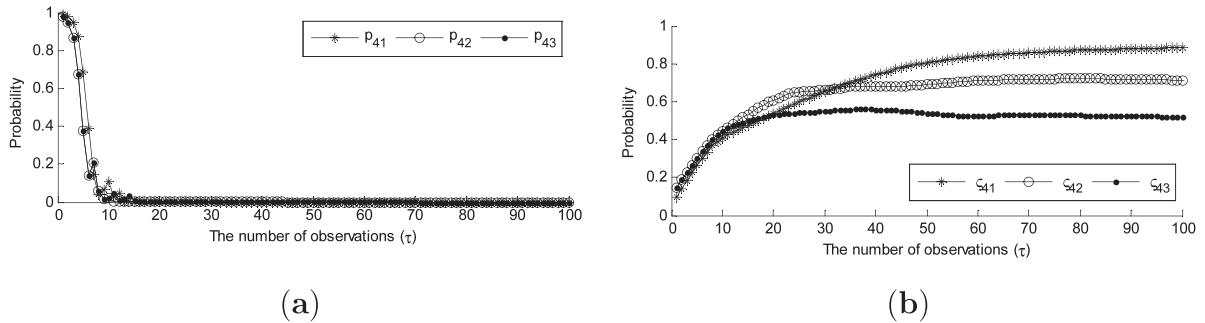 1
0.8
0.6
0.4
0.2
0
Probability
p41 p42 p43
0 10 20 30 40 50 60 70 80 90 100
The number of observations (τ)
(a)
1
0.8
0.6
0.4
0.2
0
Probability
ς41 ς42 ς43
0 10 20 30 40 50 60 70 80 90 100
The number of observations (τ)
(b)